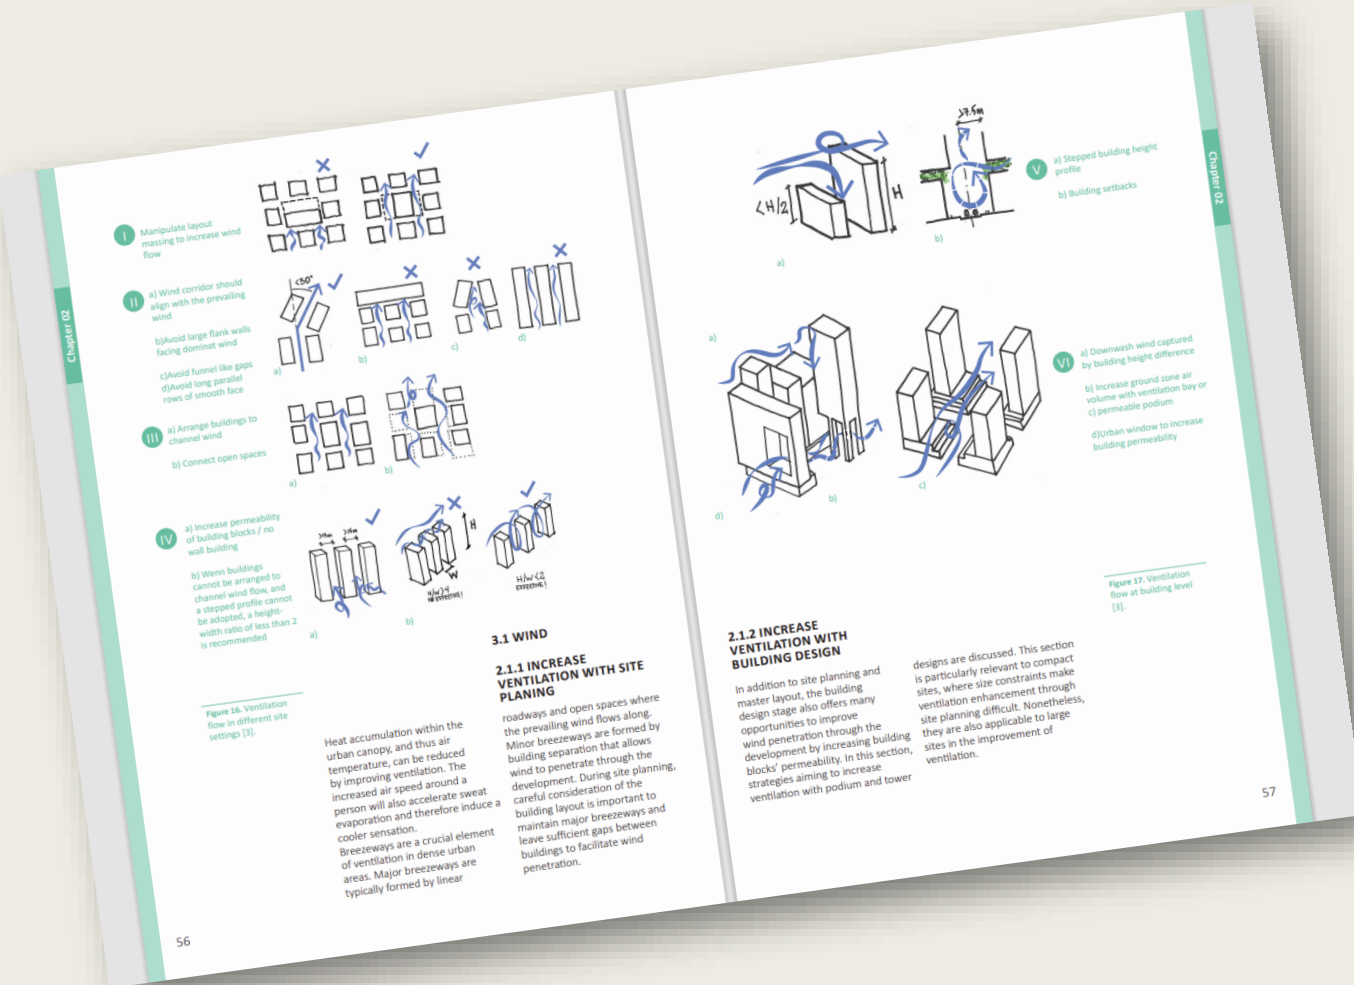 Chapter 02
I
Manipulate layout
massing to increase wind
flow
II
a) Wind corridor should
align with the prevailing
wind
b)Avoid large flank walls
facing dominat wind
c)Avoid funnel like gaps
d)Avoid long parallel
rows of smooth face
<30°
a)
b)
c)
d)
III
a) Arrange buildings to
channel wind
b) Connect open spaces
a)
b)
IV
a) Increase permeability
of building blocks / no
wall building
b) Wenn buildings
cannot be arranged to
channel wind flow, and
a stepped profile cannot
be adopted, a height-
width ratio of less than 2
is recommended
H
W
H/W>4
NO EFFECTIVE!
H/W<2
EFFECTIVE!
a)
b)
Figure 16. Ventilation
flow in different site
settings [3].
3.1 WIND
2.1.1 INCREASE
VENTILATION WITH SITE
PLANING
Heat accumulation within the
urban canopy, and thus air
temperature, can be reduced
by improving ventilation. The
increased air speed around a
person will also accelerate sweat
evaporation and therefore induce a
cooler sensation.
Breezeways are a crucial element
of ventilation in dense urban
areas. Major breezeways are
typically formed by linear
roadways and open spaces where
the prevailing wind flows along.
Minor breezeways are formed by
building separation that allows
wind to penetrate through the
development. During site planning,
careful consideration of the
building layout is important to
maintain major breezeways and
leave sufficient gaps between
buildings to facilitate wind
penetration.
56
<H/2
H
>7.5m
a)
b)
V
a) Stepped building height
profile
b) Building setbacks
Chapter 02
a)
b)
c)
d)
VI
a) Downwash wind captured
by building height difference
b) Increase ground zone air
volume with ventilation bay or
c) permeable podium
d)Urban window to increase
building permeability
Figure 17. Ventilation
flow at building level
[3].
2.1.2 INCREASE
VENTILATION WITH
BUILDING DESIGN
In addition to site planning and
master layout, the building
design stage also offers many
opportunities to improve
wind penetration through the
development by increasing building
blocks' permeability. In this section,
strategies aiming to increase
ventilation with podium and tower
designs are discussed. This section
is particularly relevant to compact
sites, where size constraints make
ventilation enhancement through
site planning difficult. Nonetheless,
they are also applicable to large
sites in the improvement of
ventilation.
57